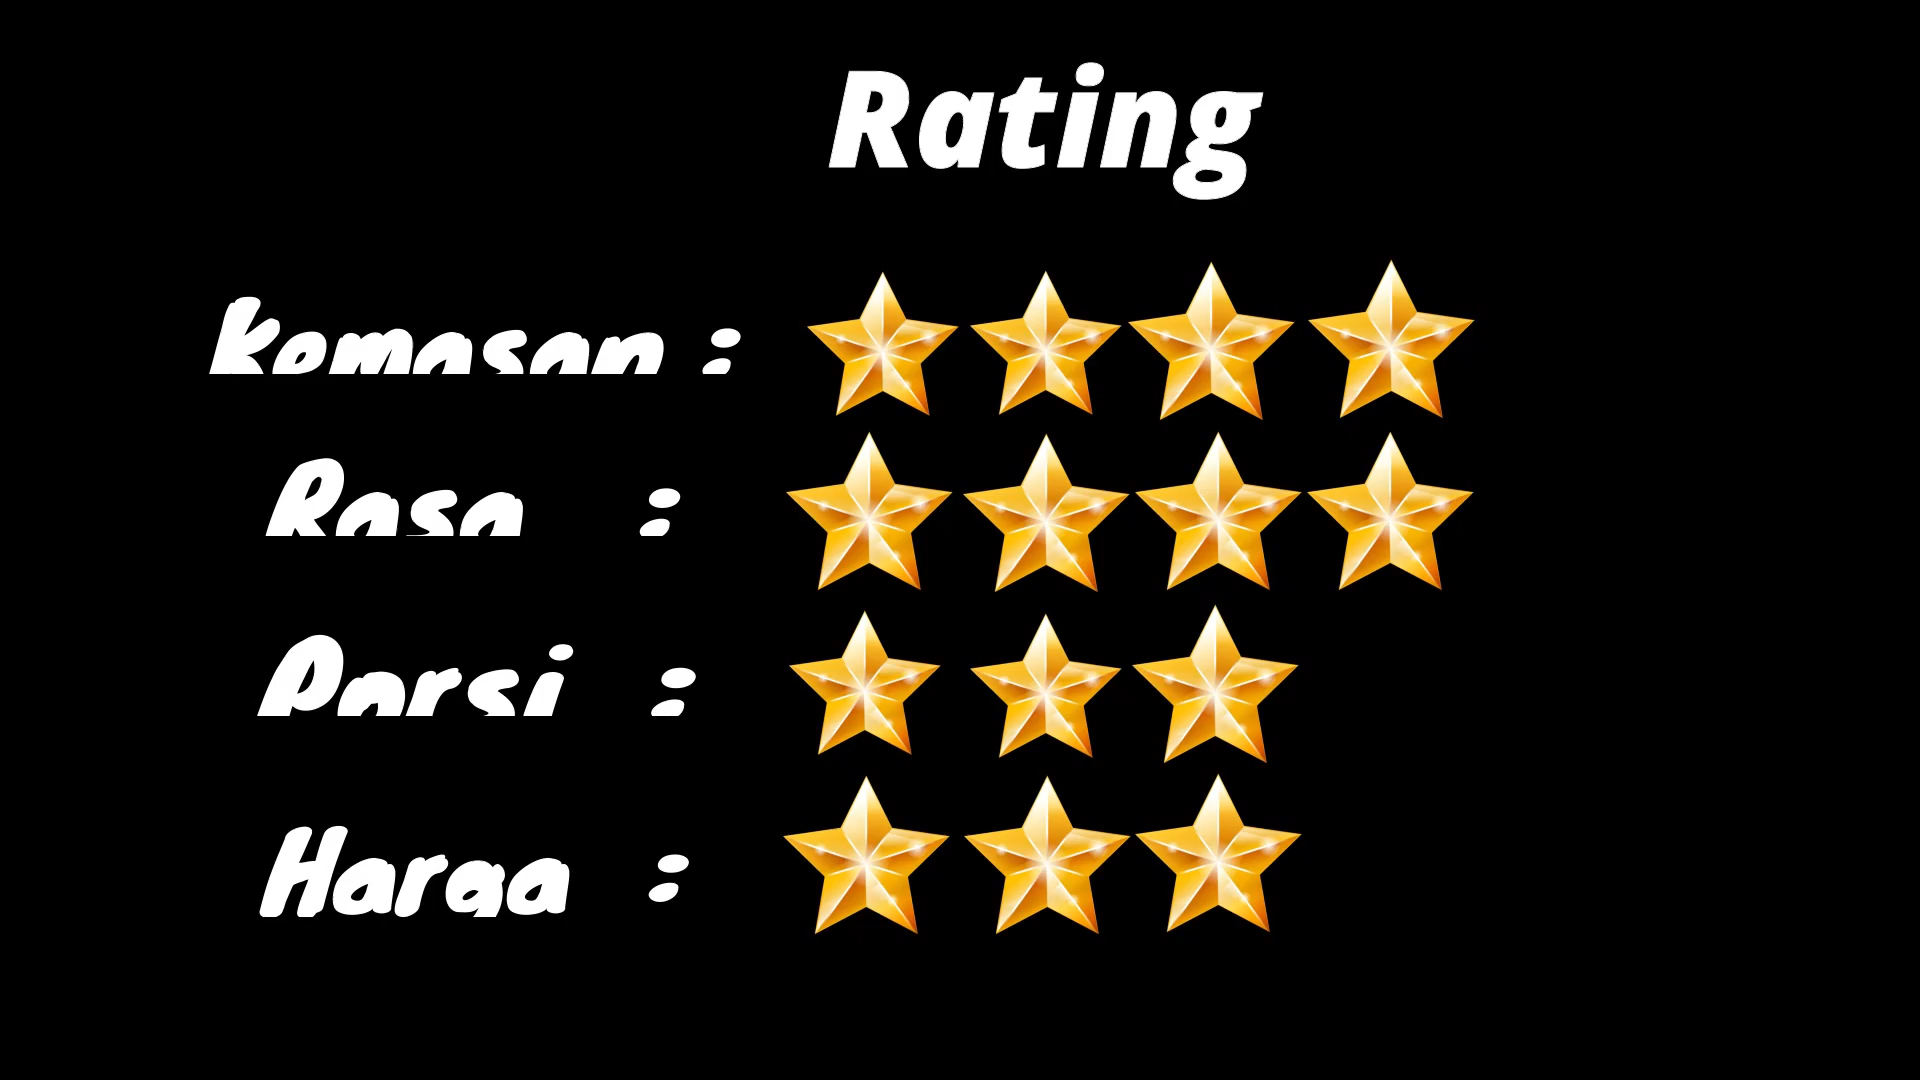 Rating
Kemasan :
Rasa :
Porsi :
Harga :